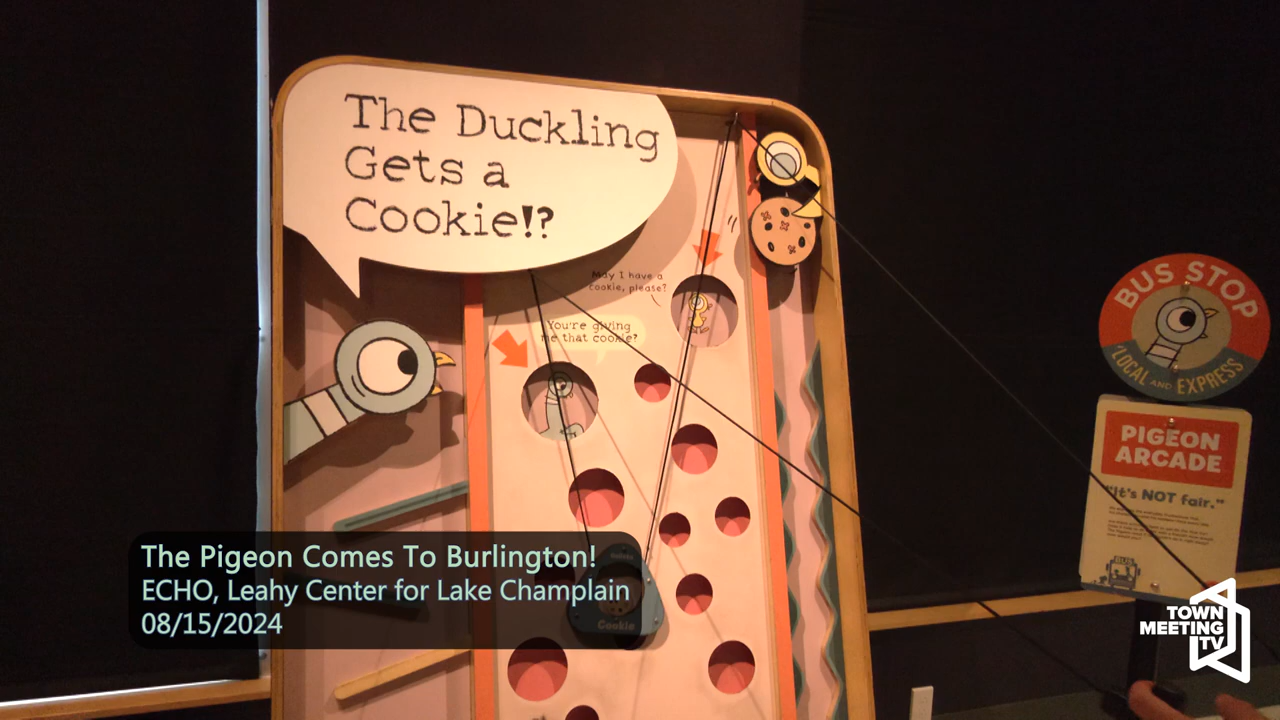 The Duckling
Gets a
Cookie!?
May I have a
cookie, please?
You're giving
me that cookie?
BUS STOP
LOCAL AND EXPRESS
PIGEON
ARCADE
"It's NOT fair."
BUS
Cookie
The Pigeon Comes To Burlington!
ECHO, Leahy Center for Lake Champlain
08/15/2024
TOWN
MEETING
TV